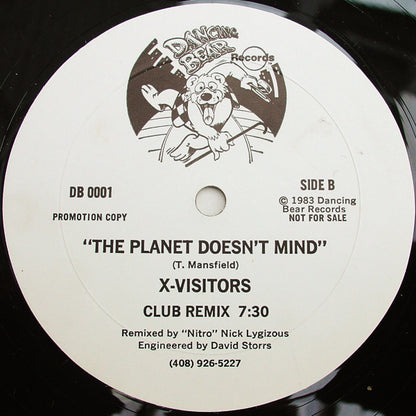 DANCING
BEAR
Records
DB 0001
SIDE B
PROMOTION COPY
© 1983 Dancing
Bear Records
NOT FOR SALE
"THE PLANET DOESN'T MIND"
(T. Mansfield)
X-VISITORS
CLUB REMIX 7:30
Remixed by "Nitro" Nick Lygizous
Engineered by David Storrs
(408) 926-5227